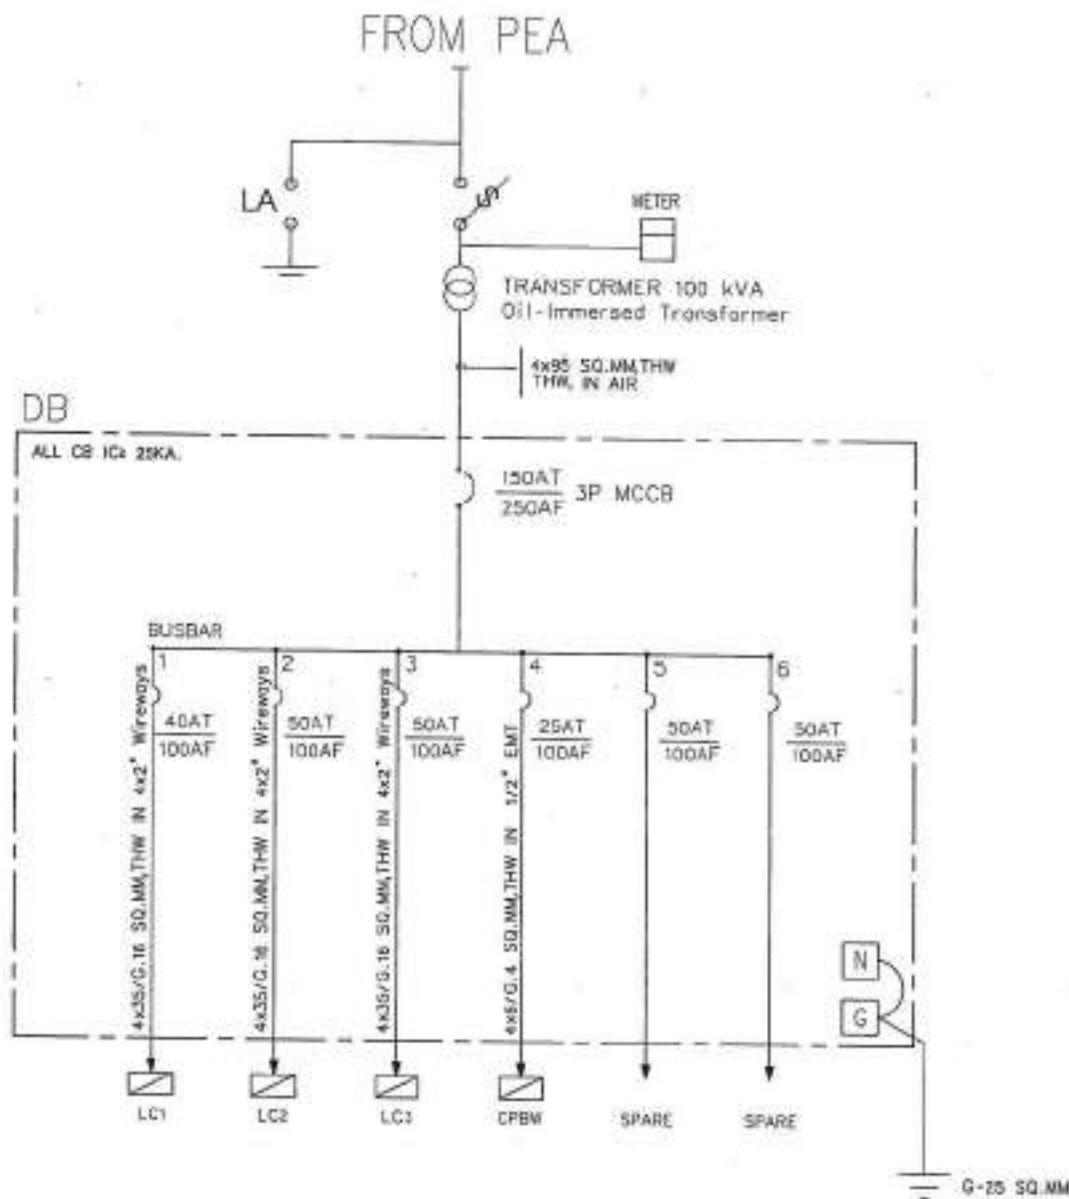 FROM PEA
LA
METER
TRANSFORMER 100 kVA
Oil-Immersed Transformer
4x95 SQ.MM,THW
THW, IN AIR
DB
ALL CB IC≥ 25KA.
150AT
250AF
3P MCCB
BUSBAR
1
2
3
4
5
6
40AT
100AF
50AT
100AF
50AT
100AF
25AT
100AF
50AT
100AF
50AT
100AF
4x35/G.16 SQ.MM,THW IN 4x2" Wireways
4x35/G.16 SQ.MM,THW IN 4x2" Wireways
4x35/G.16 SQ.MM,THW IN 4x2" Wireways
4x6/G.4 SQ.MM,THW IN 1/2" EMT
N
G
LC1
LC2
LC3
CPBM
SPARE
SPARE
G-25 SQ.MM